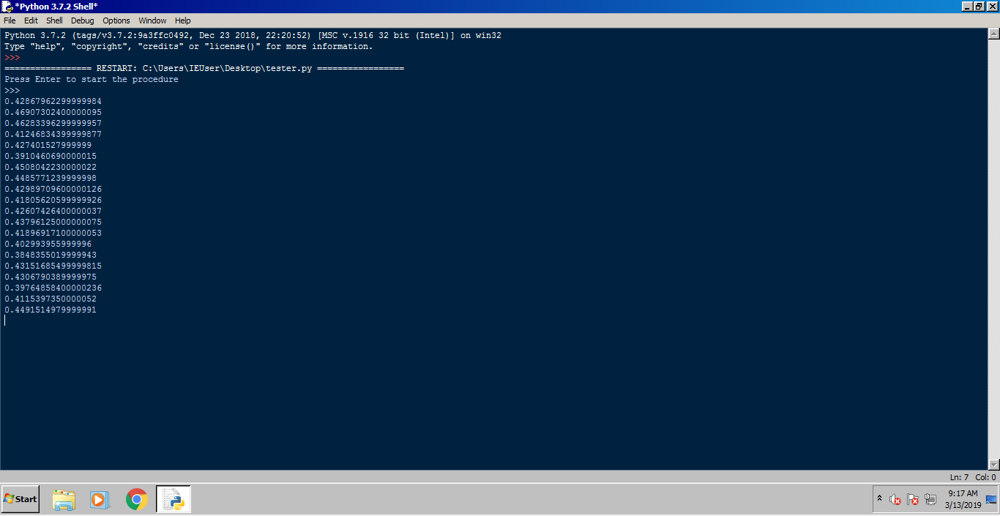 *Python 3.7.2 Shell*
File Edit Shell Debug Options Window Help
Python 3.7.2 (tags/v3.7.2:9a3ffc0492, Dec 23 2018, 22:20:52) [MSC v.1916 32 bit (Intel)] on win32
Type "help", "copyright", "credits" or "license()" for more information.
>>>
================= RESTART: C:\Users\IEUser\Desktop\tester.py =================
Press Enter to start the procedure
>>>
0.42867962299999984
0.46907302400000095
0.46283396299999957
0.41246834399999877
0.427401527999999
0.3910460690000015
0.4508042230000022
0.4485771239999998
0.42989709600000126
0.41805620599999926
0.42607426400000037
0.43796125000000075
0.41896917100000053
0.402993955999996
0.3848355019999943
0.43151685499999815
0.4306790389999975
0.39764858400000236
0.4115397350000052
0.4491514979999991
Ln: 7 Col: 0
Start
9:17 AM
3/13/2019